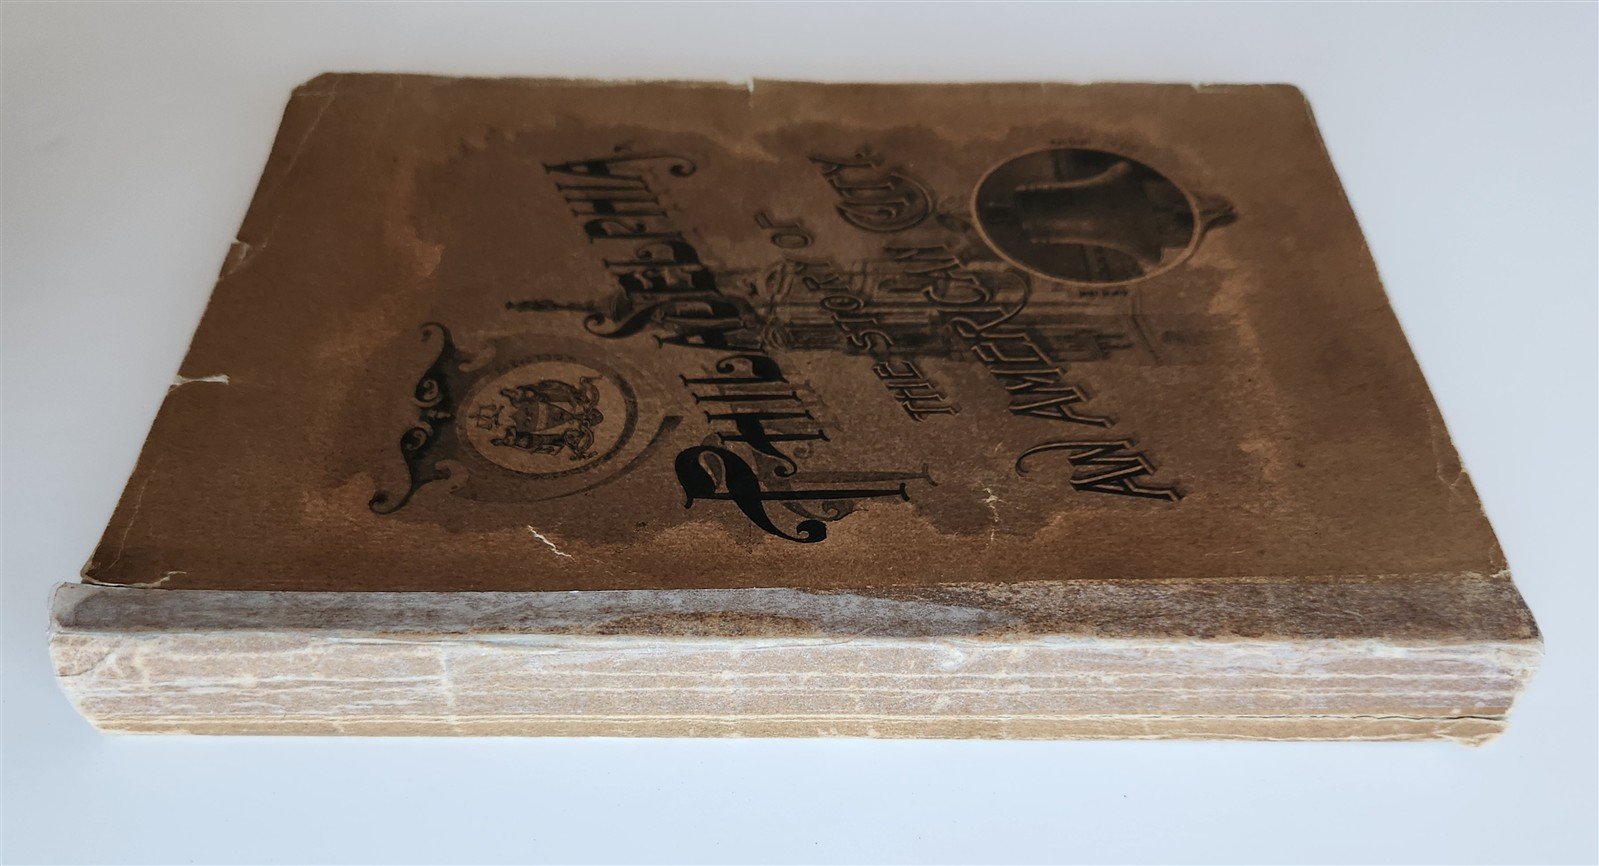 PHILADELPHIA
THE STORY OF
AN AMERICAN CITY